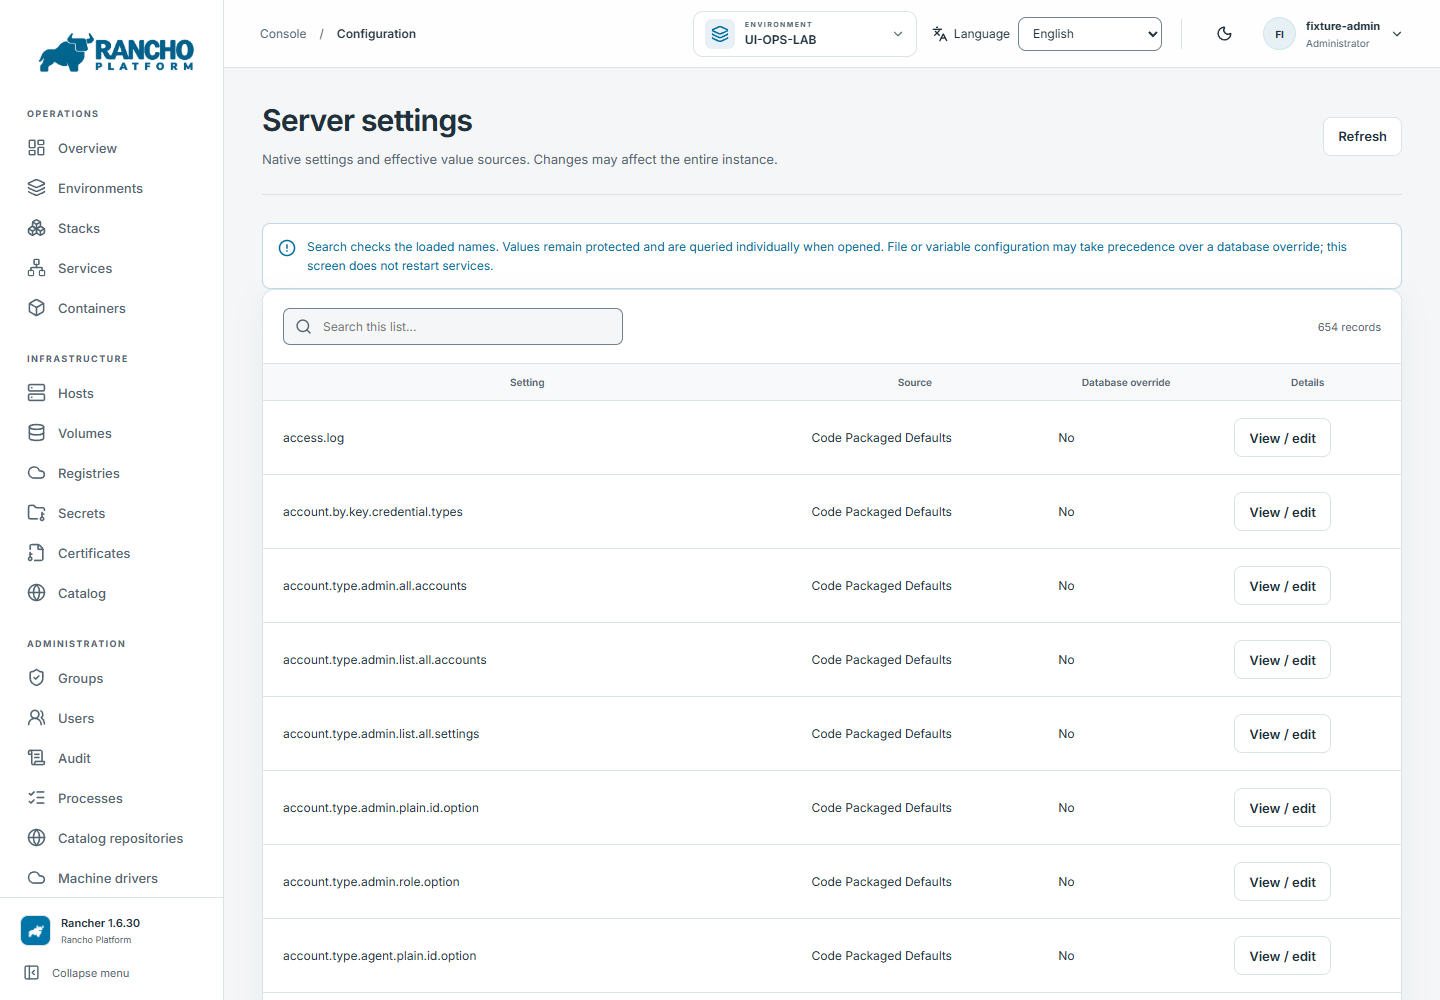 RANCHO
PLATFORM
OPERATIONS
Overview
Environments
Stacks
Services
Containers
INFRASTRUCTURE
Hosts
Volumes
Registries
Secrets
Certificates
Catalog
ADMINISTRATION
Groups
Users
Audit
Processes
Catalog repositories
Machine drivers
Rancher 1.6.30
Rancho Platform
Collapse menu
Console / Configuration
ENVIRONMENT
UI-OPS-LAB
Language
English
FI
fixture-admin
Administrator
Server settings
Native settings and effective value sources. Changes may affect the entire instance.
Refresh
Search checks the loaded names. Values remain protected and are queried individually when opened. File or variable configuration may take precedence over a database override; this
screen does not restart services.
Search this list...
654 records
Setting Source Database override Details
access.log Code Packaged Defaults No View / edit
account.by.key.credential.types Code Packaged Defaults No View / edit
account.type.admin.all.accounts Code Packaged Defaults No View / edit
account.type.admin.list.all.accounts Code Packaged Defaults No View / edit
account.type.admin.list.all.settings Code Packaged Defaults No View / edit
account.type.admin.plain.id.option Code Packaged Defaults No View / edit
account.type.admin.role.option Code Packaged Defaults No View / edit
account.type.agent.plain.id.option Code Packaged Defaults No View / edit